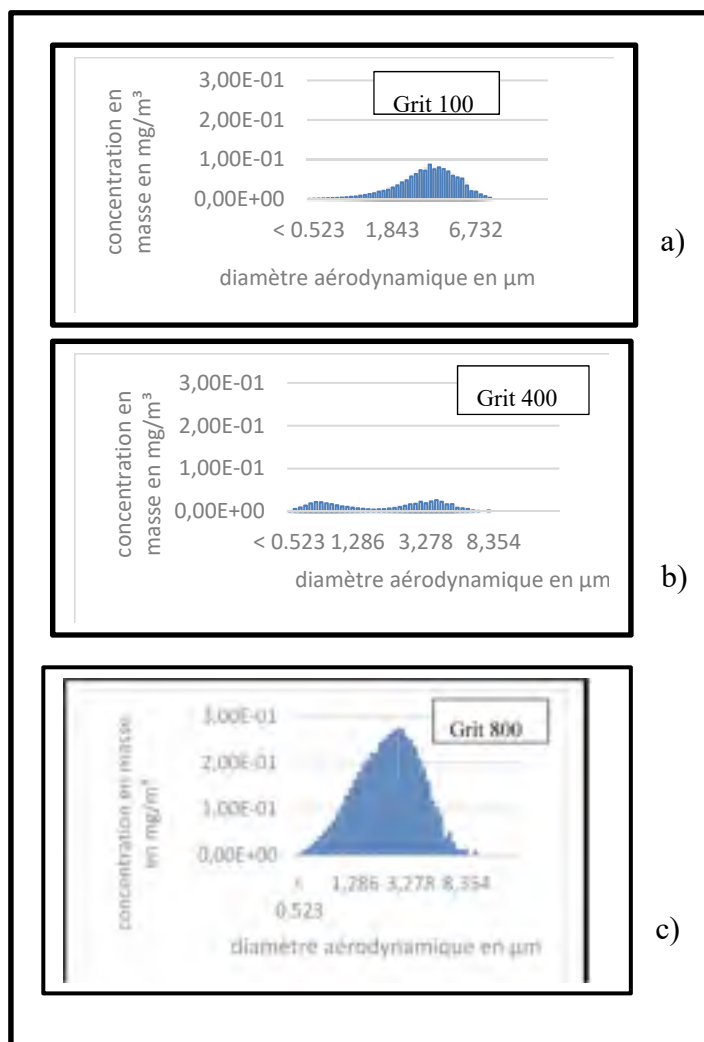 concentration en
masse en mg/m³
3,00E-01
2,00E-01
1,00E-01
0,00E+00
Grit 100
< 0.523 1,843 6,732
diamètre aérodynamique en µm
a)
concentration en
masse en mg/m³
3,00E-01
2,00E-01
1,00E-01
0,00E+00
Grit 400
< 0.523 1,286 3,278 8,354
diamètre aérodynamique en µm
b)
concentration en masse
en mg/m³
3,00E-01
2,00E-01
1,00E-01
0,00E+00
Grit 800
< 1,286 3,278 8,354
0.523
diamètre aérodynamique en µm
c)